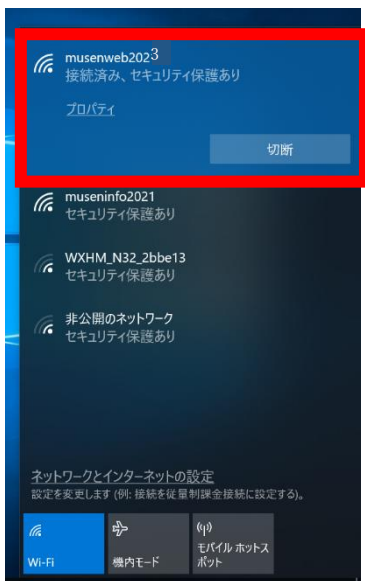 musenweb2023
接続済み、セキュリティ保護あり
プロパティ
切断
museninfo2021
セキュリティ保護あり
WXHM_N32_2bbe13
セキュリティ保護あり
非公開のネットワーク
セキュリティ保護あり
ネットワークとインターネットの設定
設定を変更します (例: 接続を従量制課金接続に設定する)。
Wi-Fi
機内モード
モバイル ホットス
ポット